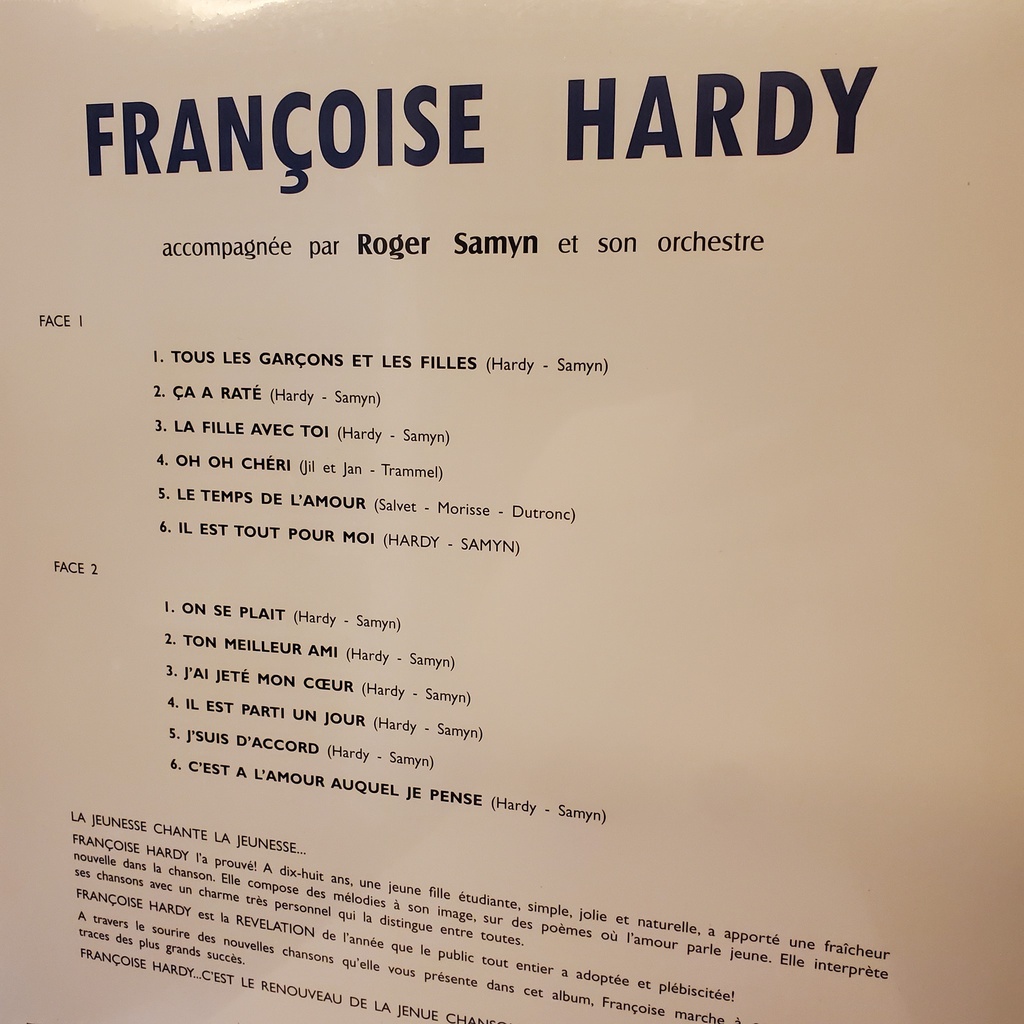 FRANÇOISE HARDY
accompagnée par Roger Samyn et son orchestre
FACE 1
1. TOUS LES GARÇONS ET LES FILLES (Hardy - Samyn)
2. ÇA A RATÉ (Hardy - Samyn)
3. LA FILLE AVEC TOI (Hardy - Samyn)
4. OH OH CHÉRI (Jil et Jan - Trammel)
5. LE TEMPS DE L'AMOUR (Salvet - Morisse - Dutronc)
6. IL EST TOUT POUR MOI (HARDY - SAMYN)
FACE 2
1. ON SE PLAIT (Hardy - Samyn)
2. TON MEILLEUR AMI (Hardy - Samyn)
3. J'AI JETÉ MON CŒUR (Hardy - Samyn)
4. IL EST PARTI UN JOUR (Hardy - Samyn)
5. J'SUIS D'ACCORD (Hardy - Samyn)
6. C'EST A L'AMOUR AUQUEL JE PENSE (Hardy - Samyn)
LA JEUNESSE CHANTE LA JEUNESSE...
FRANÇOISE HARDY l'a prouvé! A dix-huit ans, une jeune fille étudiante, simple, jolie et naturelle, a apporté une fraîcheur
nouvelle dans la chanson. Elle compose des mélodies à son image, sur des poèmes où l'amour parle jeune. Elle interprète
ses chansons avec un charme très personnel qui la distingue entre toutes.
FRANÇOISE HARDY est la REVELATION de l'année que le public tout entier a adoptée et plébiscitée!
A travers le sourire des nouvelles chansons qu'elle vous présente dans cet album, Françoise marche à
traces des plus grands succès.
FRANÇOISE HARDY...C'EST LE RENOUVEAU DE LA JENUE